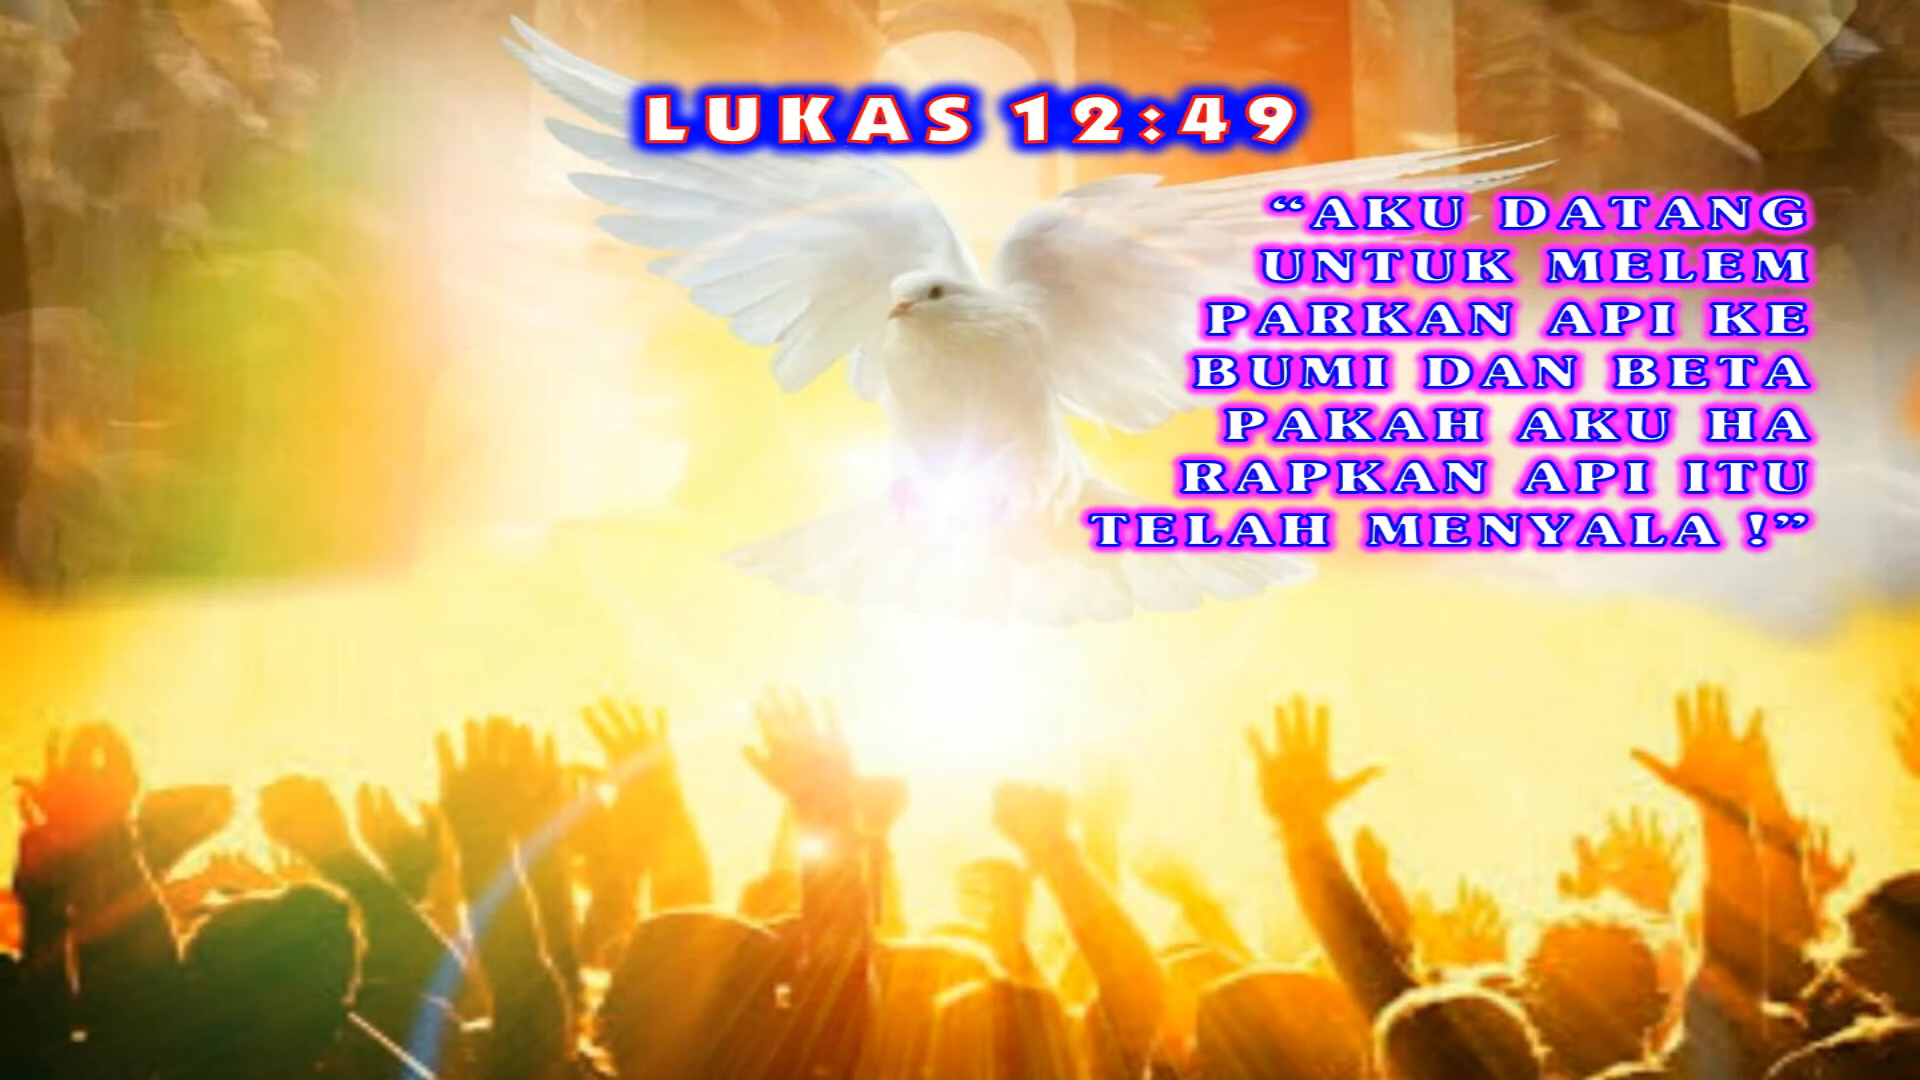 LUKAS 12:49
“AKU DATANG
UNTUK MELEM
PARKAN API KE
BUMI DAN BETA
PAKAH AKU HA
RAPKAN API ITU
TELAH MENYALA !”